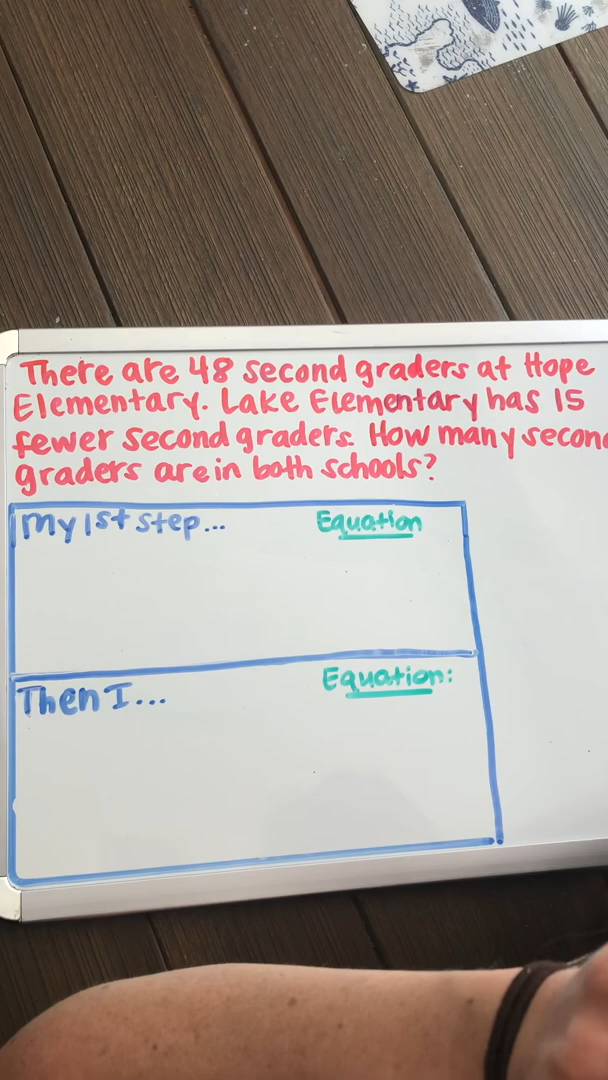 There are 48 second graders at Hope
Elementary. Lake Elementary has 15
fewer second graders. How many second
graders are in both schools?
My 1st step...
Equation
Then I...
Equation: